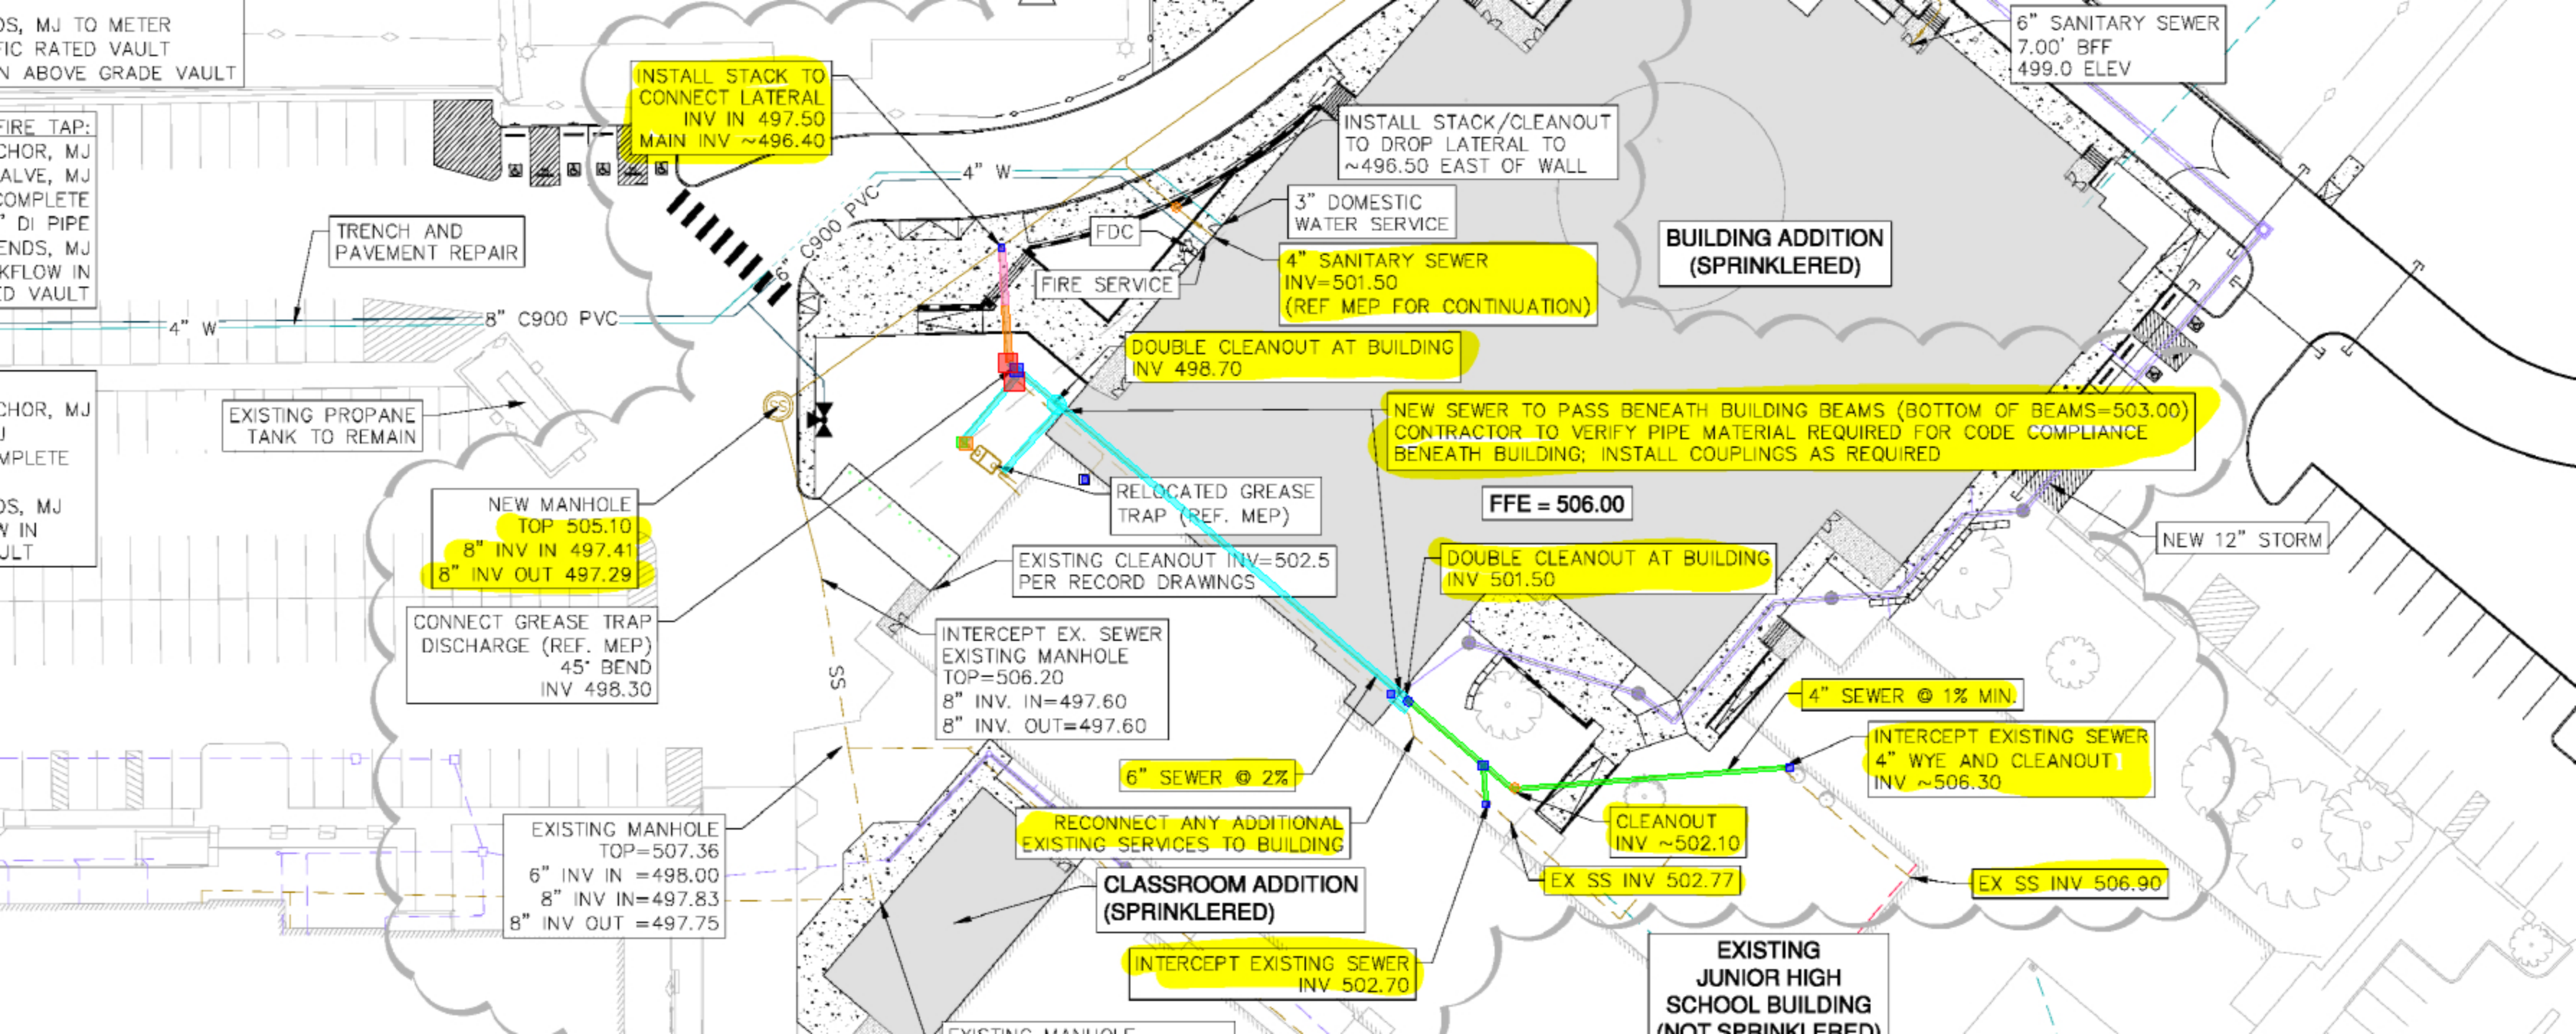 DS, MJ TO METER
FIC RATED VAULT
N ABOVE GRADE VAULT
INSTALL STACK TO
CONNECT LATERAL
INV IN 497.50
MAIN INV ~496.40
6" SANITARY SEWER
7.00' BFF
499.0 ELEV
FIRE TAP:
CHOR, MJ
ALVE, MJ
COMPLETE
" DI PIPE
ENDS, MJ
KFLOW IN
ED VAULT
INSTALL STACK/CLEANOUT
TO DROP LATERAL TO
~496.50 EAST OF WALL
4" W
6" C900 PVC
3" DOMESTIC
WATER SERVICE
TRENCH AND
PAVEMENT REPAIR
FDC
BUILDING ADDITION
(SPRINKLERED)
4" SANITARY SEWER
INV=501.50
(REF MEP FOR CONTINUATION)
FIRE SERVICE
4" W
8" C900 PVC
DOUBLE CLEANOUT AT BUILDING
INV 498.70
CHOR, MJ
J
MPLETE
DS, MJ
W IN
ULT
EXISTING PROPANE
TANK TO REMAIN
SS
NEW SEWER TO PASS BENEATH BUILDING BEAMS (BOTTOM OF BEAMS=503.00)
CONTRACTOR TO VERIFY PIPE MATERIAL REQUIRED FOR CODE COMPLIANCE
BENEATH BUILDING; INSTALL COUPLINGS AS REQUIRED
NEW MANHOLE
TOP 505.10
8" INV IN 497.41
8" INV OUT 497.29
RELOCATED GREASE
TRAP (REF. MEP)
FFE = 506.00
NEW 12" STORM
EXISTING CLEANOUT INV=502.5
PER RECORD DRAWINGS
DOUBLE CLEANOUT AT BUILDING
INV 501.50
CONNECT GREASE TRAP
DISCHARGE (REF. MEP)
45° BEND
INV 498.30
INTERCEPT EX. SEWER
EXISTING MANHOLE
TOP=506.20
8" INV. IN=497.60
8" INV. OUT=497.60
SS
4" SEWER @ 1% MIN.
INTERCEPT EXISTING SEWER
4" WYE AND CLEANOUT
INV ~506.30
6" SEWER @ 2%
RECONNECT ANY ADDITIONAL
EXISTING SERVICES TO BUILDING
CLEANOUT
INV ~502.10
EXISTING MANHOLE
TOP=507.36
6" INV IN =498.00
8" INV IN=497.83
8" INV OUT =497.75
CLASSROOM ADDITION
(SPRINKLERED)
EX SS INV 502.77
EX SS INV 506.90
INTERCEPT EXISTING SEWER
INV 502.70
EXISTING
JUNIOR HIGH
SCHOOL BUILDING
(NOT SPRINKLERED)
EXISTING MANHOLE